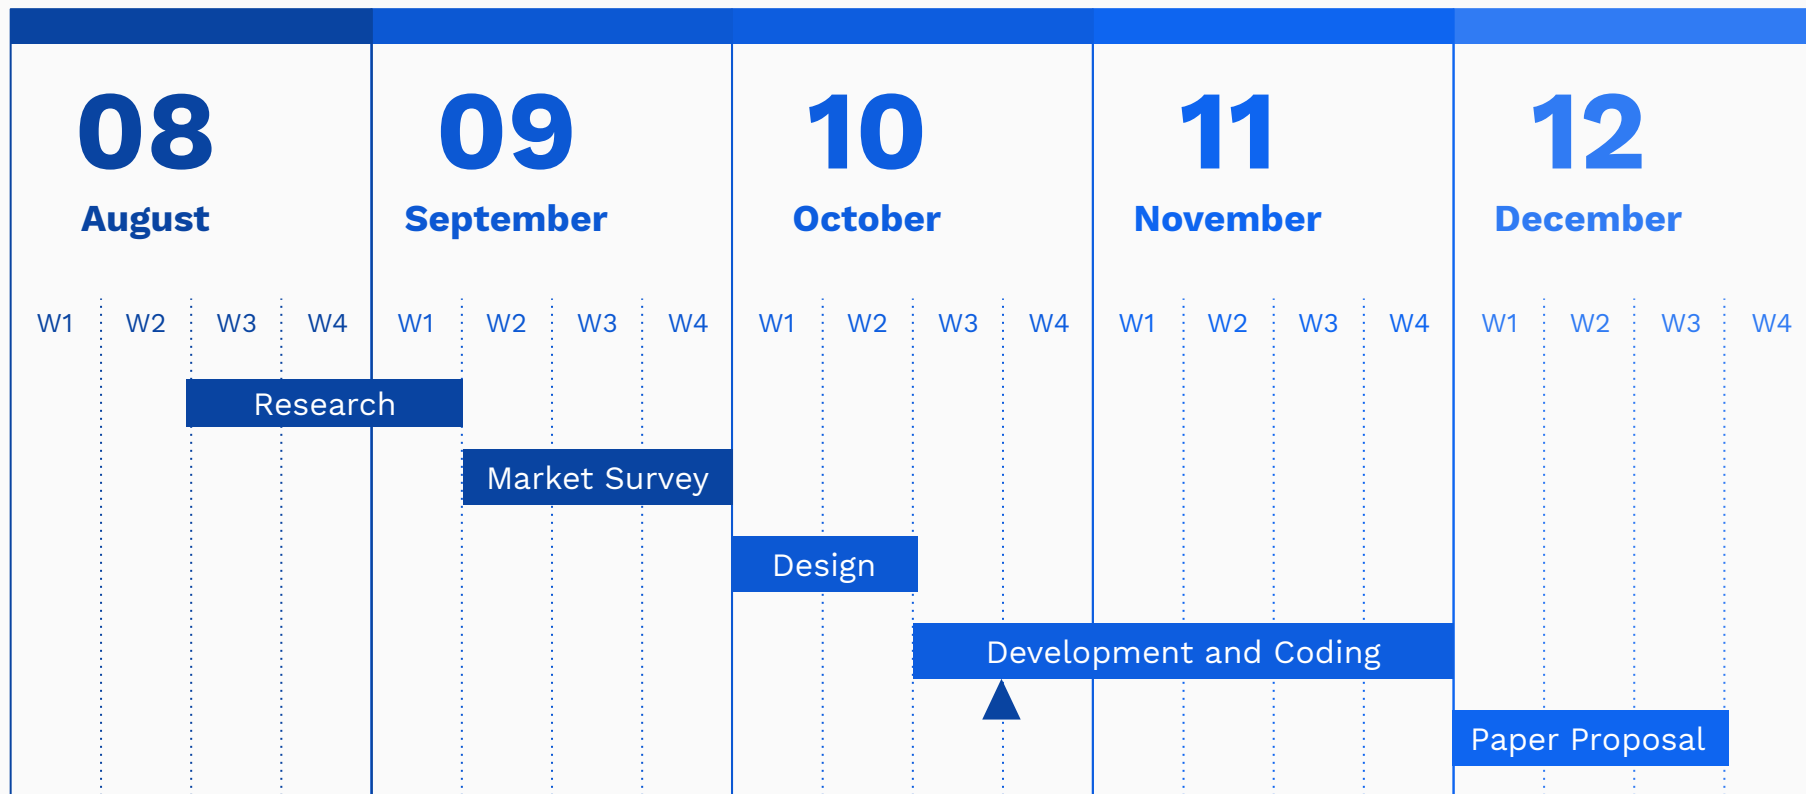 08 09 10 11 12
August September October November December
W1 W2 W3 W4 W1 W2 W3 W4 W1 W2 W3 W4 W1 W2 W3 W4 W1 W2 W3 W4
Research
Market Survey
Design
Development and Coding
Paper Proposal